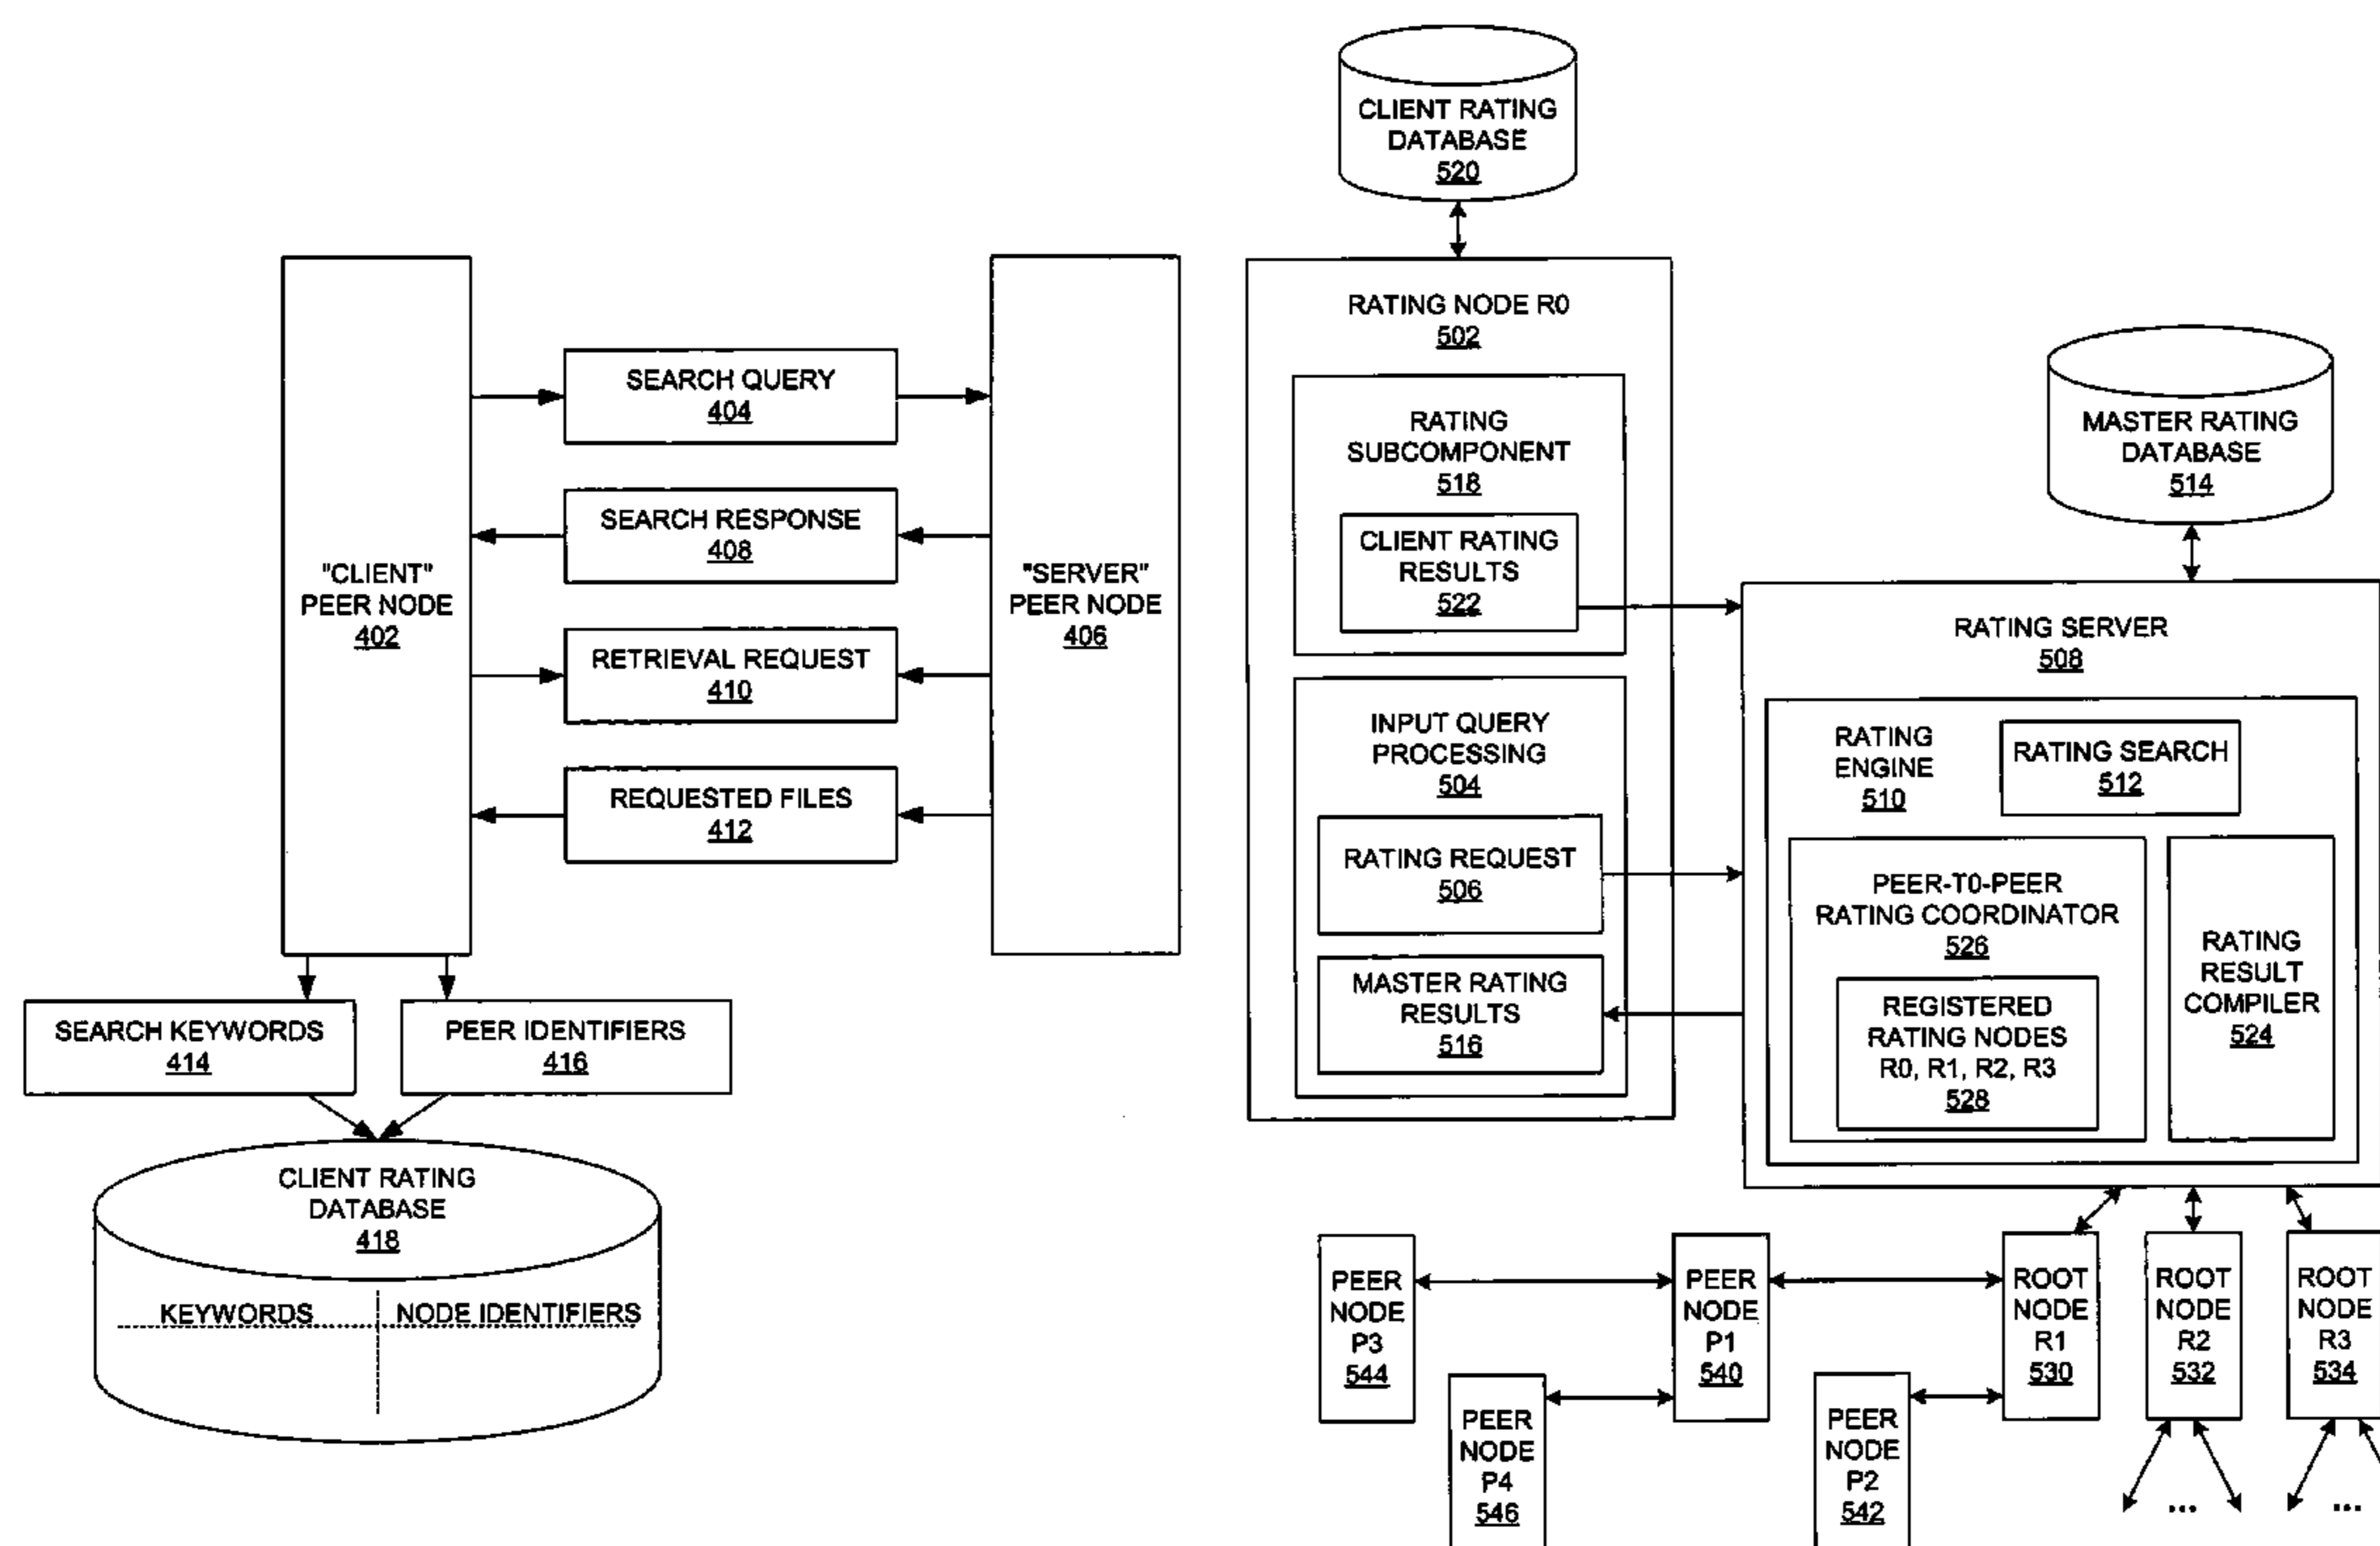 "CLIENT"
PEER NODE
402
SEARCH QUERY
404
SEARCH RESPONSE
408
RETRIEVAL REQUEST
410
REQUESTED FILES
412
"SERVER"
PEER NODE
406
SEARCH KEYWORDS
414
PEER IDENTIFIERS
416
CLIENT RATING
DATABASE
418
KEYWORDS
NODE IDENTIFIERS
CLIENT RATING
DATABASE
520
RATING NODE R0
502
RATING
SUBCOMPONENT
518
CLIENT RATING
RESULTS
522
INPUT QUERY
PROCESSING
504
RATING REQUEST
506
MASTER RATING
RESULTS
516
MASTER RATING
DATABASE
514
RATING SERVER
508
RATING
ENGINE
510
RATING SEARCH
512
PEER-T0-PEER
RATING COORDINATOR
526
REGISTERED
RATING NODES
R0, R1, R2, R3
528
RATING
RESULT
COMPILER
524
PEER
NODE
P3
544
PEER
NODE
P4
546
PEER
NODE
P1
540
PEER
NODE
P2
542
ROOT
NODE
R1
530
ROOT
NODE
R2
532
ROOT
NODE
R3
534
...
...